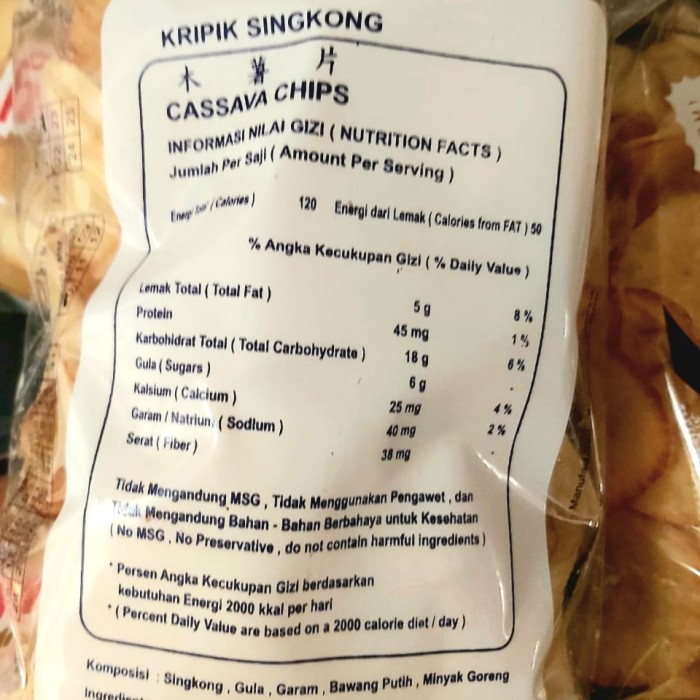 KRIPIK SINGKONG
木薯片
CASSAVA CHIPS
INFORMASI NILAI GIZI ( NUTRITION FACTS )
Jumlah Per Saji ( Amount Per Serving )
( Calories ) 120 Energi dari Lemak ( Calories from FAT ) 50
% Angka Kecukupan Gizi ( % Daily Value )
Lemak Total ( Total Fat ) 5 g 8 %
Protein 45 mg 1 %
Karbohidrat Total ( Total Carbohydrate ) 18 g 6 %
Gula ( Sugars ) 6 g -
Kalsium ( Calcium ) 25 mg 4 %
Garam / Natrium ( Sodium ) 40 mg 2 %
Serat ( Fiber ) 38 mg -
Tidak Mengandung MSG , Tidak Menggunakan Pengawet , dan
Tidak Mengandung Bahan - Bahan Berbahaya untuk Kesehatan
( No MSG , No Preservative , do not contain harmful ingredients )
* Persen Angka Kecukupan Gizi berdasarkan
kebutuhan Energi 2000 kkal per hari
* ( Percent Daily Value are based on a 2000 calorie diet / day )
Komposisi : Singkong , Gula , Garam , Bawang Putih , Minyak Goreng